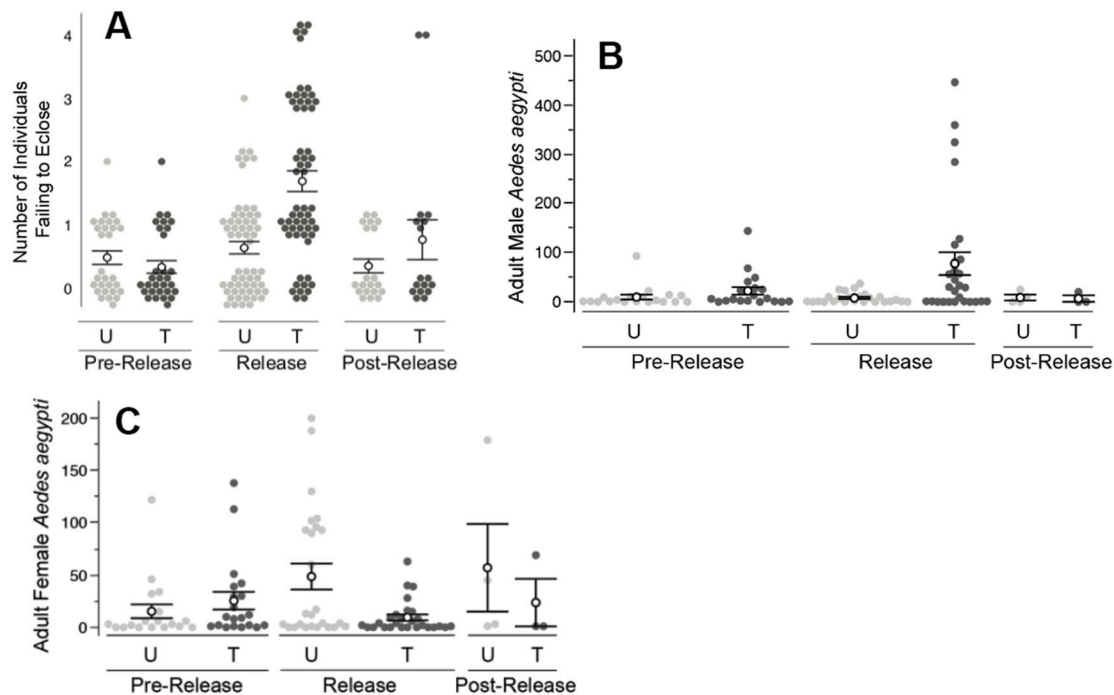 A
Number of Individuals
Failing to Eclose
4
3
2
1
0
U T U T U T
Pre-Release Release Post-Release
B
Adult Male Aedes aegypti
500
400
300
200
100
0
U T U T U T
Pre-Release Release Post-Release
C
Adult Female Aedes aegypti
200
150
100
50
0
U T U T U T
Pre-Release Release Post-Release